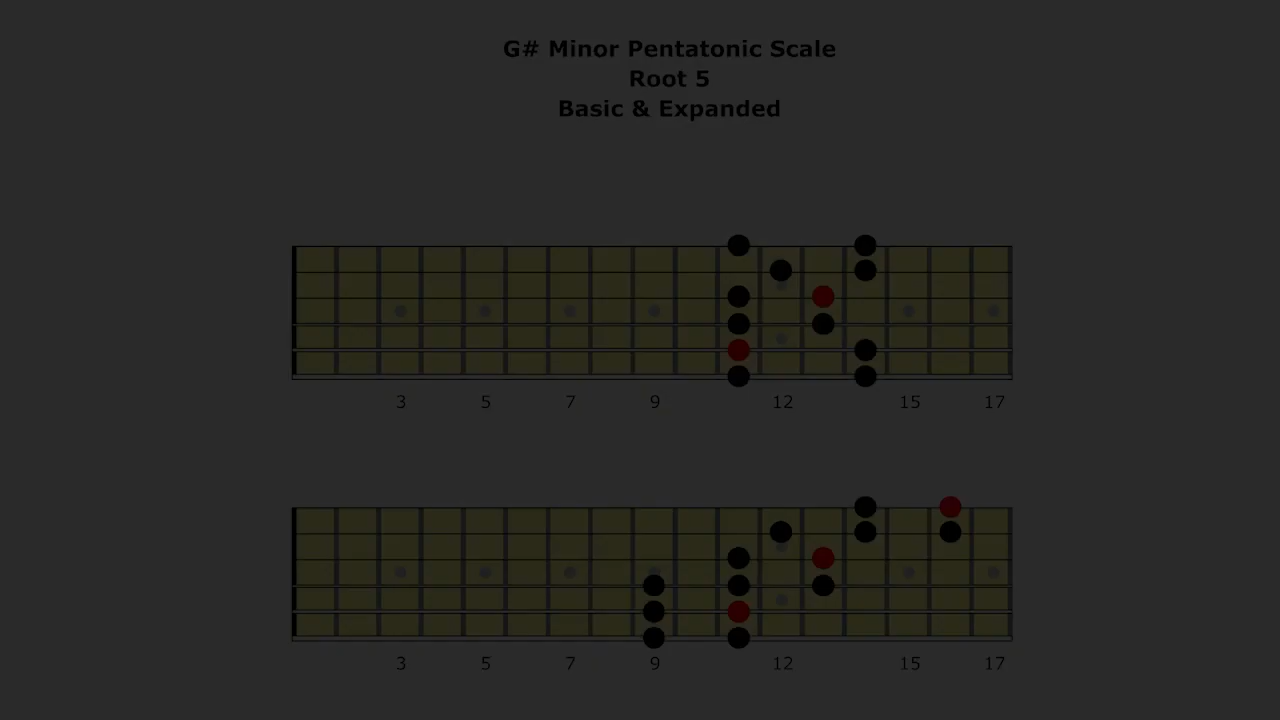 G# Minor Pentatonic Scale
Root 5
Basic & Expanded
3 5 7 9 12 15 17
3 5 7 9 12 15 17